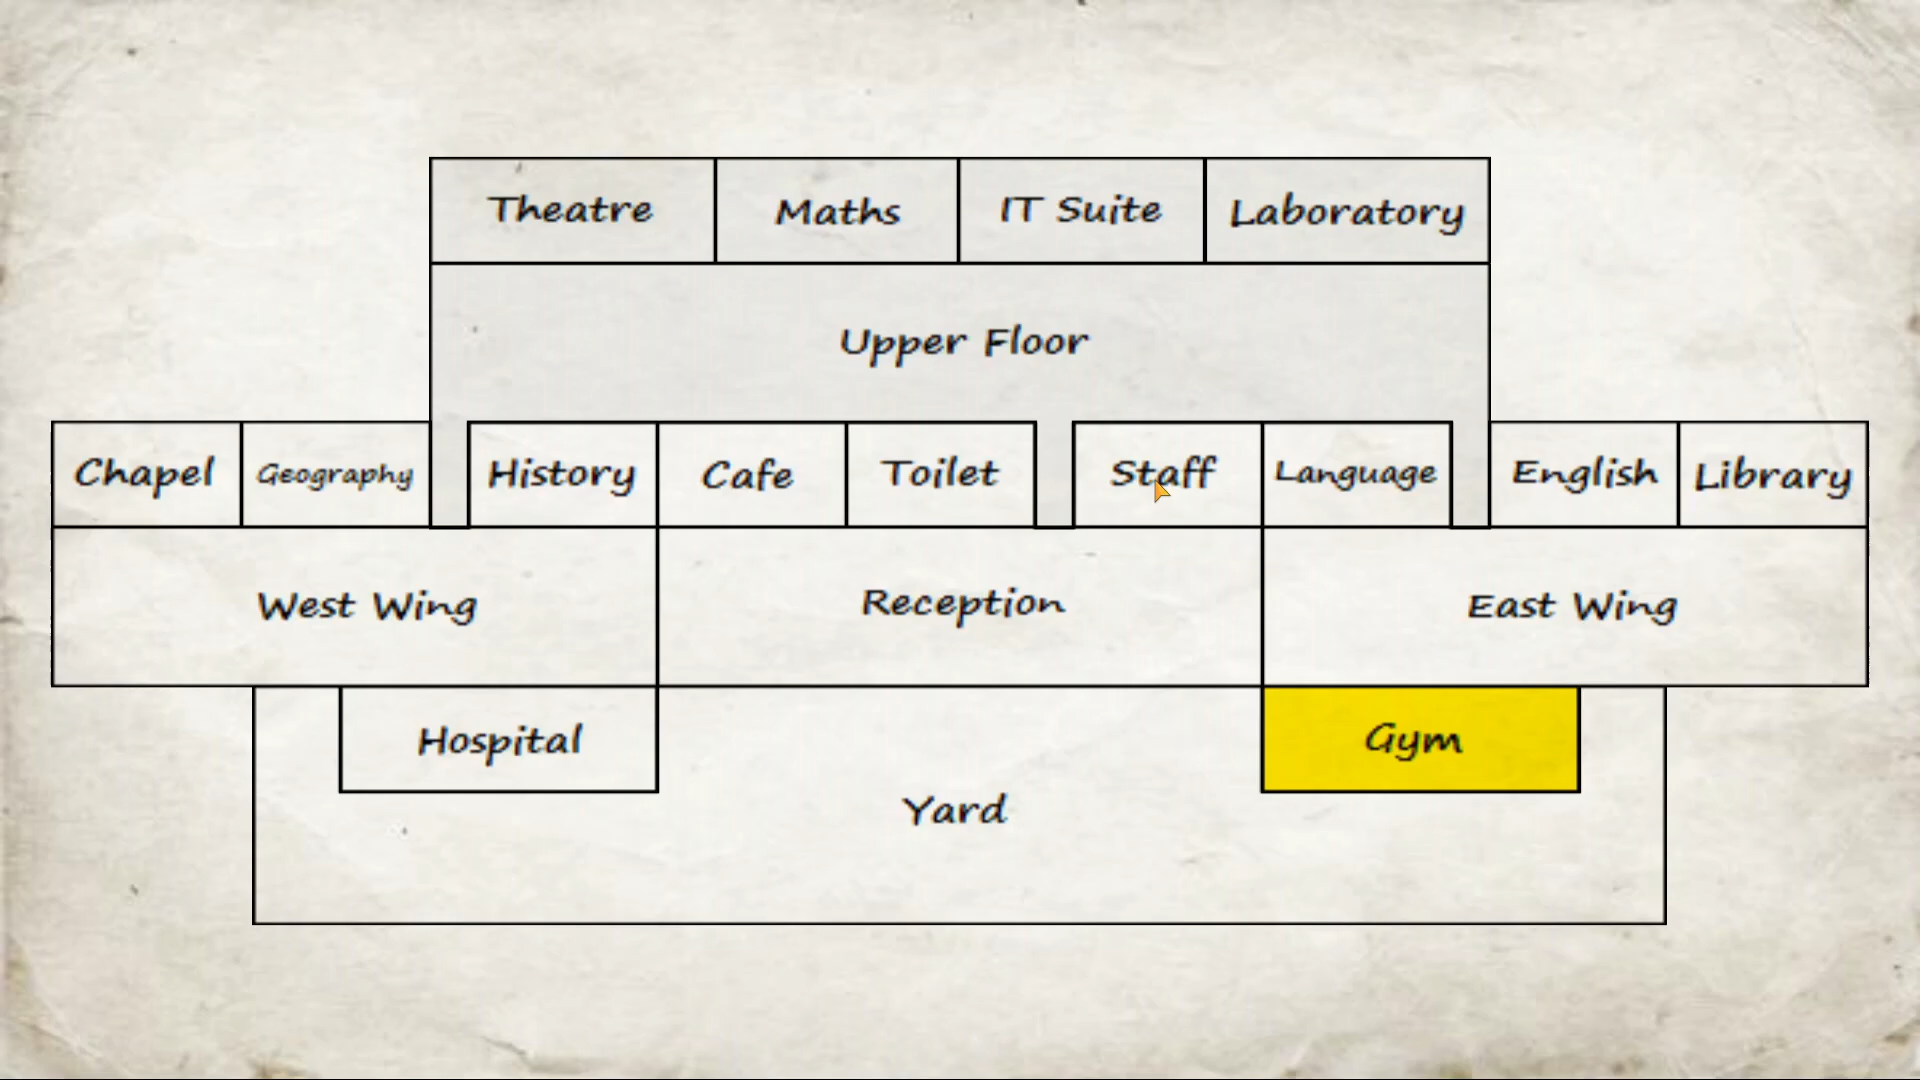 Theatre
Maths
IT Suite
Laboratory
Upper Floor
Chapel
Geography
History
Cafe
Toilet
Staff
Language
English
Library
West Wing
Reception
East Wing
Hospital
Gym
Yard